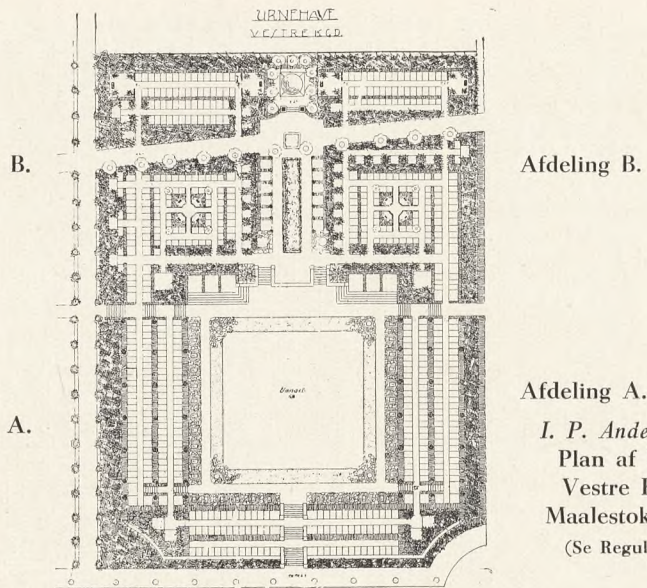 URNEHAVE
VESTRE KGD.
B.
Afdeling B.
A.
Afdeling A.
I. P. Ande
Plan af
Vestre
Maalestok
(Se Regul